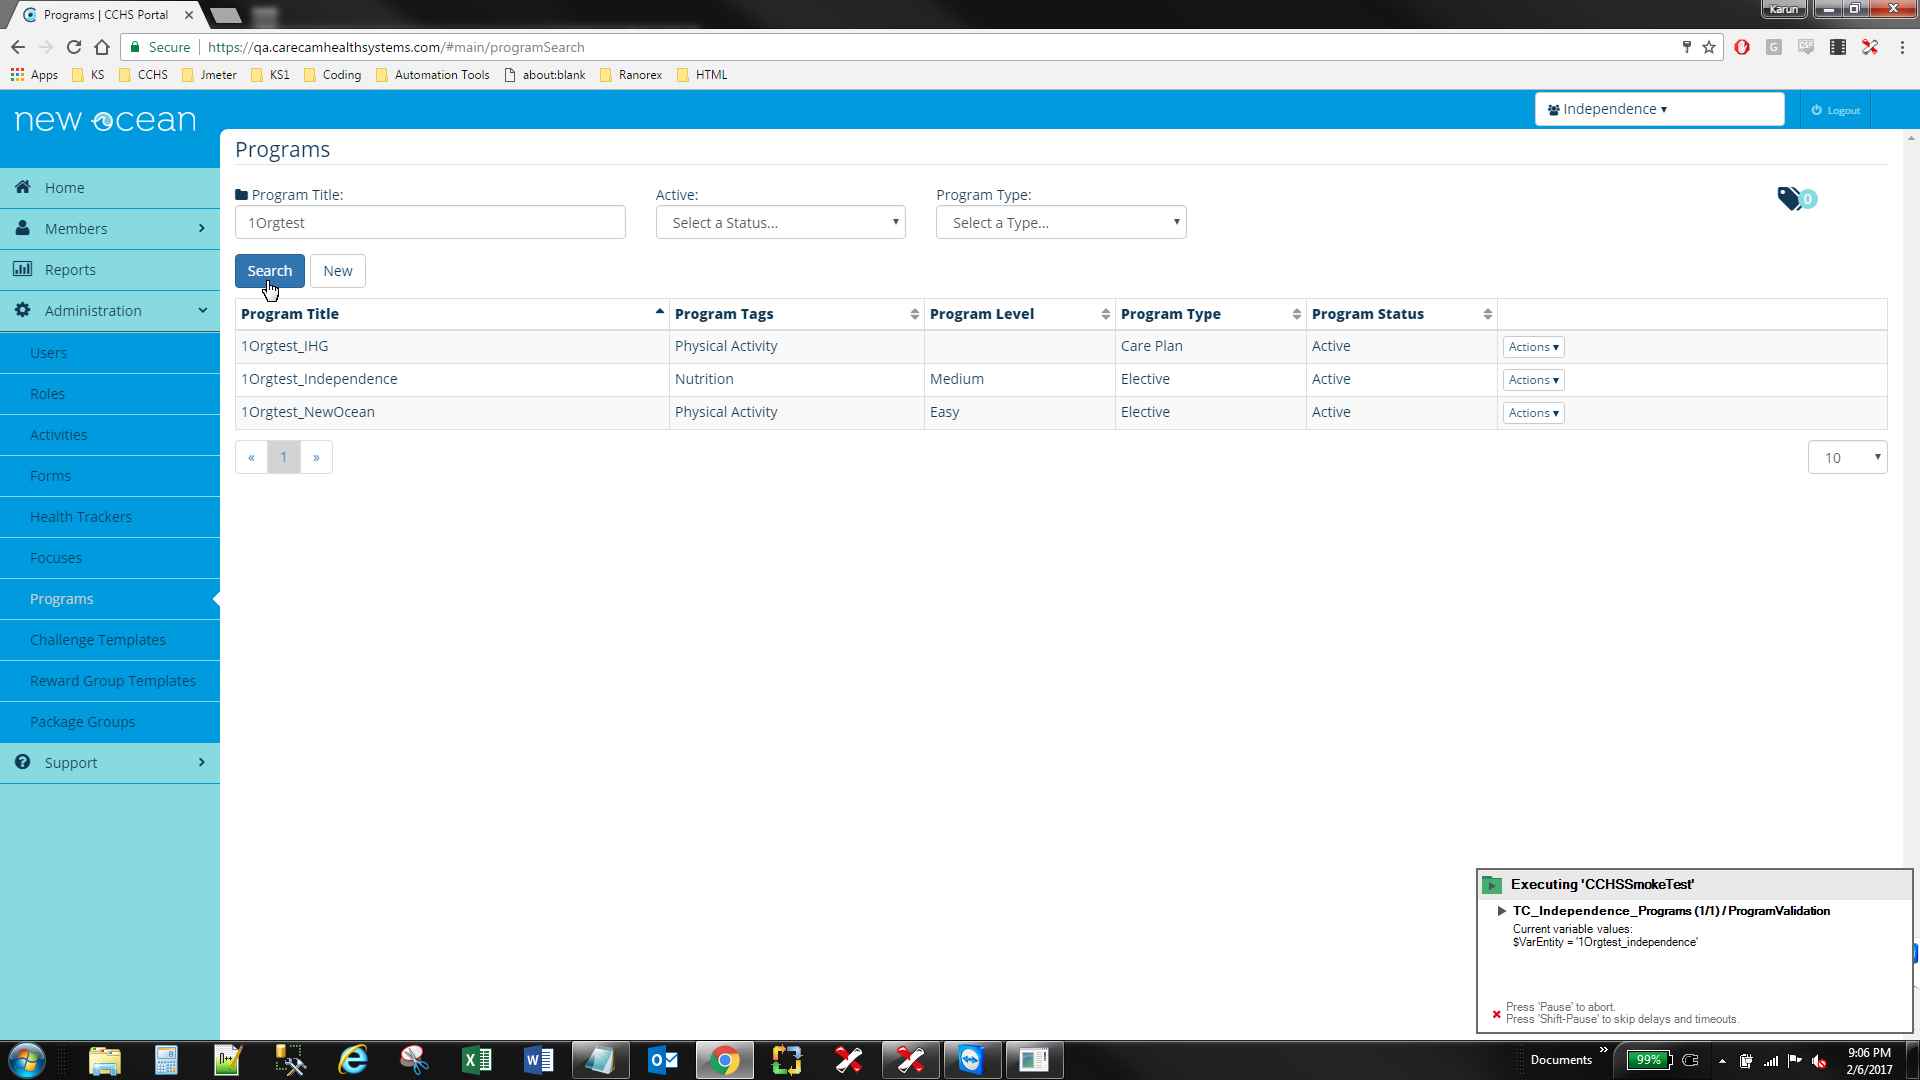 Programs | CCHS Portal
Karun
Secure
https://qa.carecamhealthsystems.com/#main/programSearch
Apps
KS
CCHS
Jmeter
KS1
Coding
Automation Tools
about:blank
Ranorex
HTML
new ocean
Independence ▾
Logout
Home
Members
Reports
Administration
Users
Roles
Activities
Forms
Health Trackers
Focuses
Programs
Challenge Templates
Reward Group Templates
Package Groups
Support
Programs
Program Title:
Active:
Program Type:
1Orgtest
Select a Status...
Select a Type...
0
Search
New
Program Title Program Tags Program Level Program Type Program Status
1Orgtest_IHG Physical Activity Care Plan Active Actions ▾
1Orgtest_Independence Nutrition Medium Elective Active Actions ▾
1Orgtest_NewOcean Physical Activity Easy Elective Active Actions ▾
« 1 »
10
Executing 'CCHSSmokeTest'
TC_Independence_Programs (1/1) / ProgramValidation
Current variable values:
$VarEntity = '1Orgtest_independence'
Press 'Pause' to abort.
Press 'Shift-Pause' to skip delays and timeouts.
Documents
99%
9:06 PM
2/6/2017